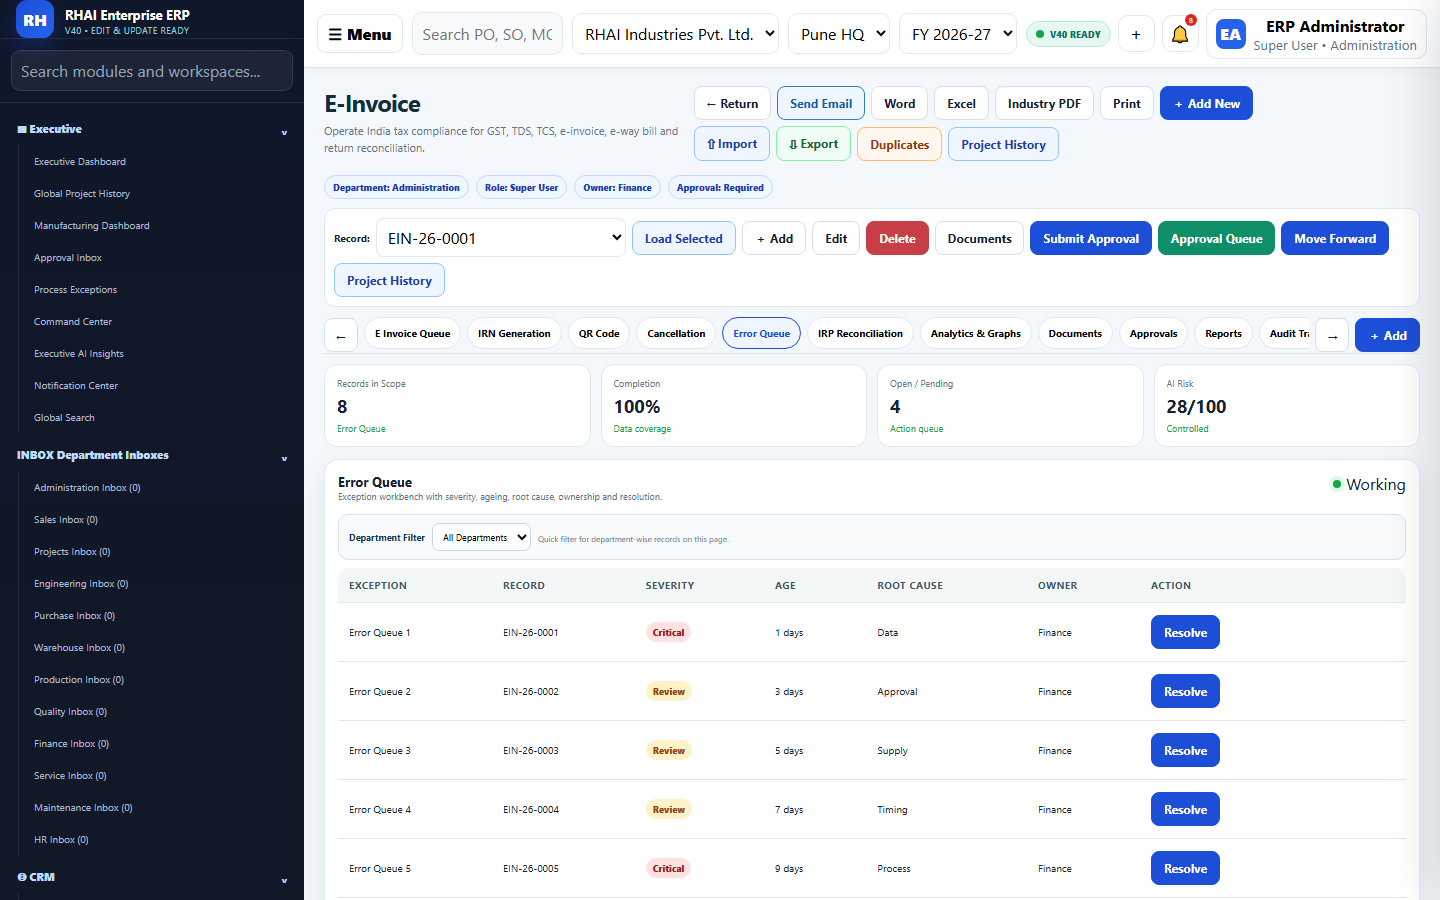 RH
RHAI Enterprise ERP
V40 • EDIT & UPDATE READY
Search modules and workspaces...
Executive
Executive Dashboard
Global Project History
Manufacturing Dashboard
Approval Inbox
Process Exceptions
Command Center
Executive AI Insights
Notification Center
Global Search
INBOX Department Inboxes
Administration Inbox (0)
Sales Inbox (0)
Projects Inbox (0)
Engineering Inbox (0)
Purchase Inbox (0)
Warehouse Inbox (0)
Production Inbox (0)
Quality Inbox (0)
Finance Inbox (0)
Service Inbox (0)
Maintenance Inbox (0)
HR Inbox (0)
CRM
☰ Menu
Search PO, SO, MC
RHAI Industries Pvt. Ltd.
Pune HQ
FY 2026-27
V40 READY
+
8
EA
ERP Administrator
Super User • Administration
E-Invoice
Operate India tax compliance for GST, TDS, TCS, e-invoice, e-way bill and
return reconciliation.
← Return
Send Email
Word
Excel
Industry PDF
Print
+ Add New
⇧ Import
⇩ Export
Duplicates
Project History
Department: Administration
Role: Super User
Owner: Finance
Approval: Required
Record:
EIN-26-0001
Load Selected
+ Add
Edit
Delete
Documents
Submit Approval
Approval Queue
Move Forward
Project History
←
E Invoice Queue
IRN Generation
QR Code
Cancellation
Error Queue
IRP Reconciliation
Analytics & Graphs
Documents
Approvals
Reports
Audit Tra
→
+ Add
Records in Scope
8
Error Queue
Completion
100%
Data coverage
Open / Pending
4
Action queue
AI Risk
28/100
Controlled
Error Queue
Exception workbench with severity, ageing, root cause, ownership and resolution.
Working
Department Filter
All Departments
Quick filter for department-wise records on this page.
EXCEPTION RECORD SEVERITY AGE ROOT CAUSE OWNER ACTION
Error Queue 1 EIN-26-0001 Critical 1 days Data Finance Resolve
Error Queue 2 EIN-26-0002 Review 3 days Approval Finance Resolve
Error Queue 3 EIN-26-0003 Review 5 days Supply Finance Resolve
Error Queue 4 EIN-26-0004 Review 7 days Timing Finance Resolve
Error Queue 5 EIN-26-0005 Critical 9 days Process Finance Resolve